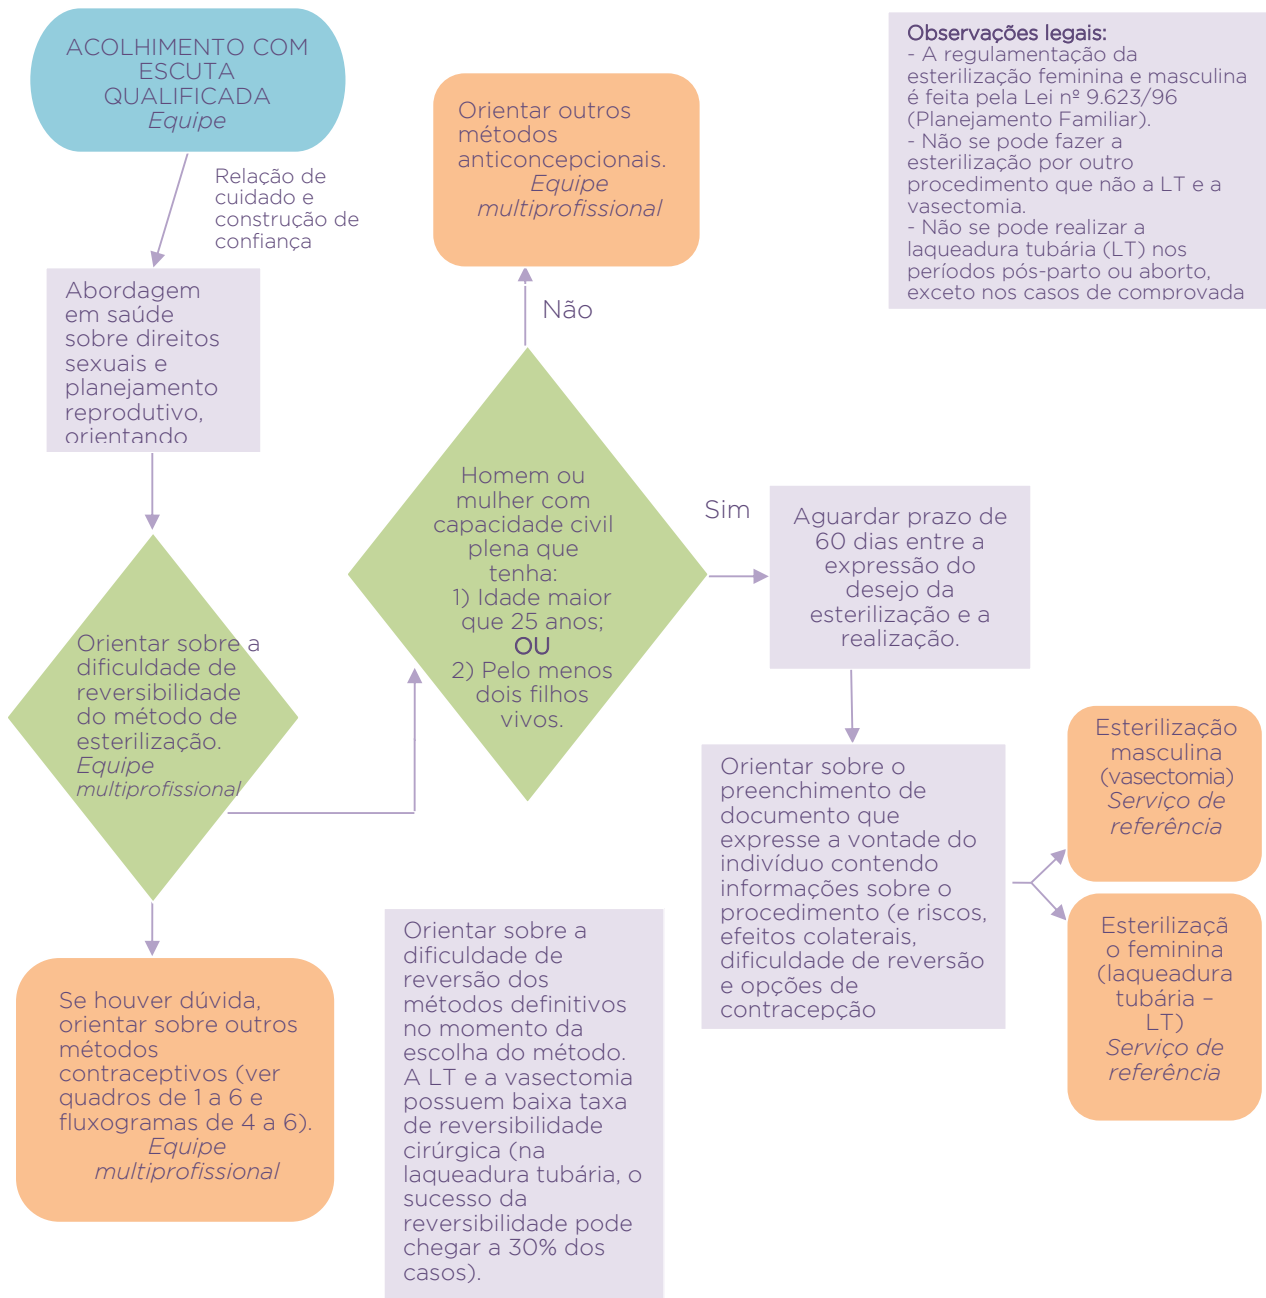 ACOLHIMENTO COM
ESCUTA
QUALIFICADA
Equipe
Relação de
cuidado e
construção de
confiança
Abordagem
em saúde
sobre direitos
sexuais e
planejamento
reprodutivo,
orientando
Orientar sobre a
dificuldade de
reversibilidade
do método de
esterilização.
Equipe
multiprofissional
Se houver dúvida,
orientar sobre outros
métodos
contraceptivos (ver
quadros de 1 a 6 e
fluxogramas de 4 a 6).
Equipe
multiprofissional
Orientar outros
métodos
anticoncepcionais.
Equipe
multiprofissional
Não
Homem ou
mulher com
capacidade civil
plena que
tenha:
1) Idade maior
que 25 anos;
OU
2) Pelo menos
dois filhos
vivos.
Sim
Orientar sobre a
dificuldade de
reversão dos
métodos definitivos
no momento da
escolha do método.
A LT e a vasectomia
possuem baixa taxa
de reversibilidade
cirúrgica (na
laqueadura tubária, o
sucesso da
reversibilidade pode
chegar a 30% dos
casos).
Observações legais:
- A regulamentação da
esterilização feminina e masculina
é feita pela Lei nº 9.623/96
(Planejamento Familiar).
- Não se pode fazer a
esterilização por outro
procedimento que não a LT e a
vasectomia.
- Não se pode realizar a
laqueadura tubária (LT) nos
períodos pós-parto ou aborto,
exceto nos casos de comprovada
Aguardar prazo de
60 dias entre a
expressão do
desejo da
esterilização e a
realização.
Orientar sobre o
preenchimento de
documento que
expresse a vontade do
indivíduo contendo
informações sobre o
procedimento (e riscos,
efeitos colaterais,
dificuldade de reversão
e opções de
contracepção
Esterilização
masculina
(vasectomia)
Serviço de
referência
Esterilizaçã
o feminina
(laqueadura
tubária –
LT)
Serviço de
referência